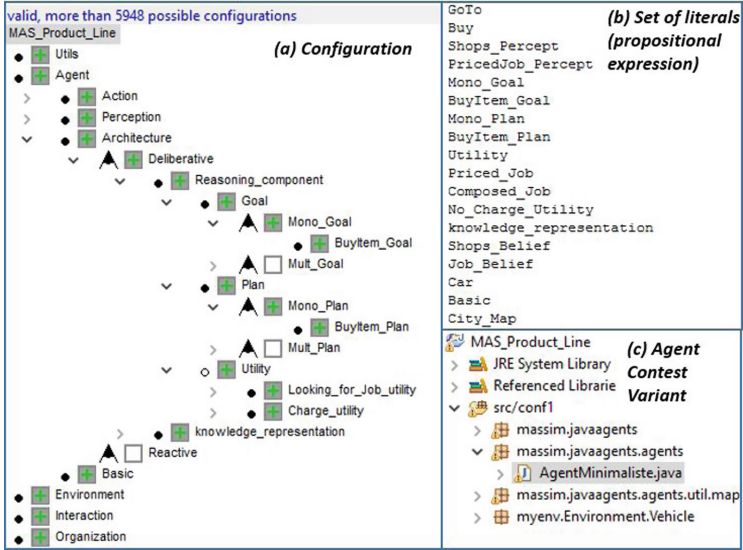 valid, more than 5948 possible configurations
MAS_Product_Line
(a) Configuration
Utils
Agent
Action
Perception
Architecture
Deliberative
Reasoning_component
Goal
Mono_Goal
BuyItem_Goal
Mult_Goal
Plan
Mono_Plan
BuyItem_Plan
Mult_Plan
Utility
Looking_for_Job_utility
Charge_utility
knowledge_representation
Reactive
Basic
Environment
Interaction
Organization
(b) Set of literals
(propositional
expression)
GoTo
Buy
Shops_Percept
PricedJob_Percept
Mono_Goal
BuyItem_Goal
Mono_Plan
BuyItem_Plan
Utility
Priced_Job
Composed_Job
No_Charge_Utility
knowledge_representation
Shops_Belief
Job_Belief
Car
Basic
City_Map
(c) Agent
Contest
Variant
MAS_Product_Line
JRE System Library
Referenced Librarie
src/conf1
massim.javaagents
massim.javaagents.agents
AgentMinimaliste.java
massim.javaagents.agents.util.map
myenv.Environment.Vehicle